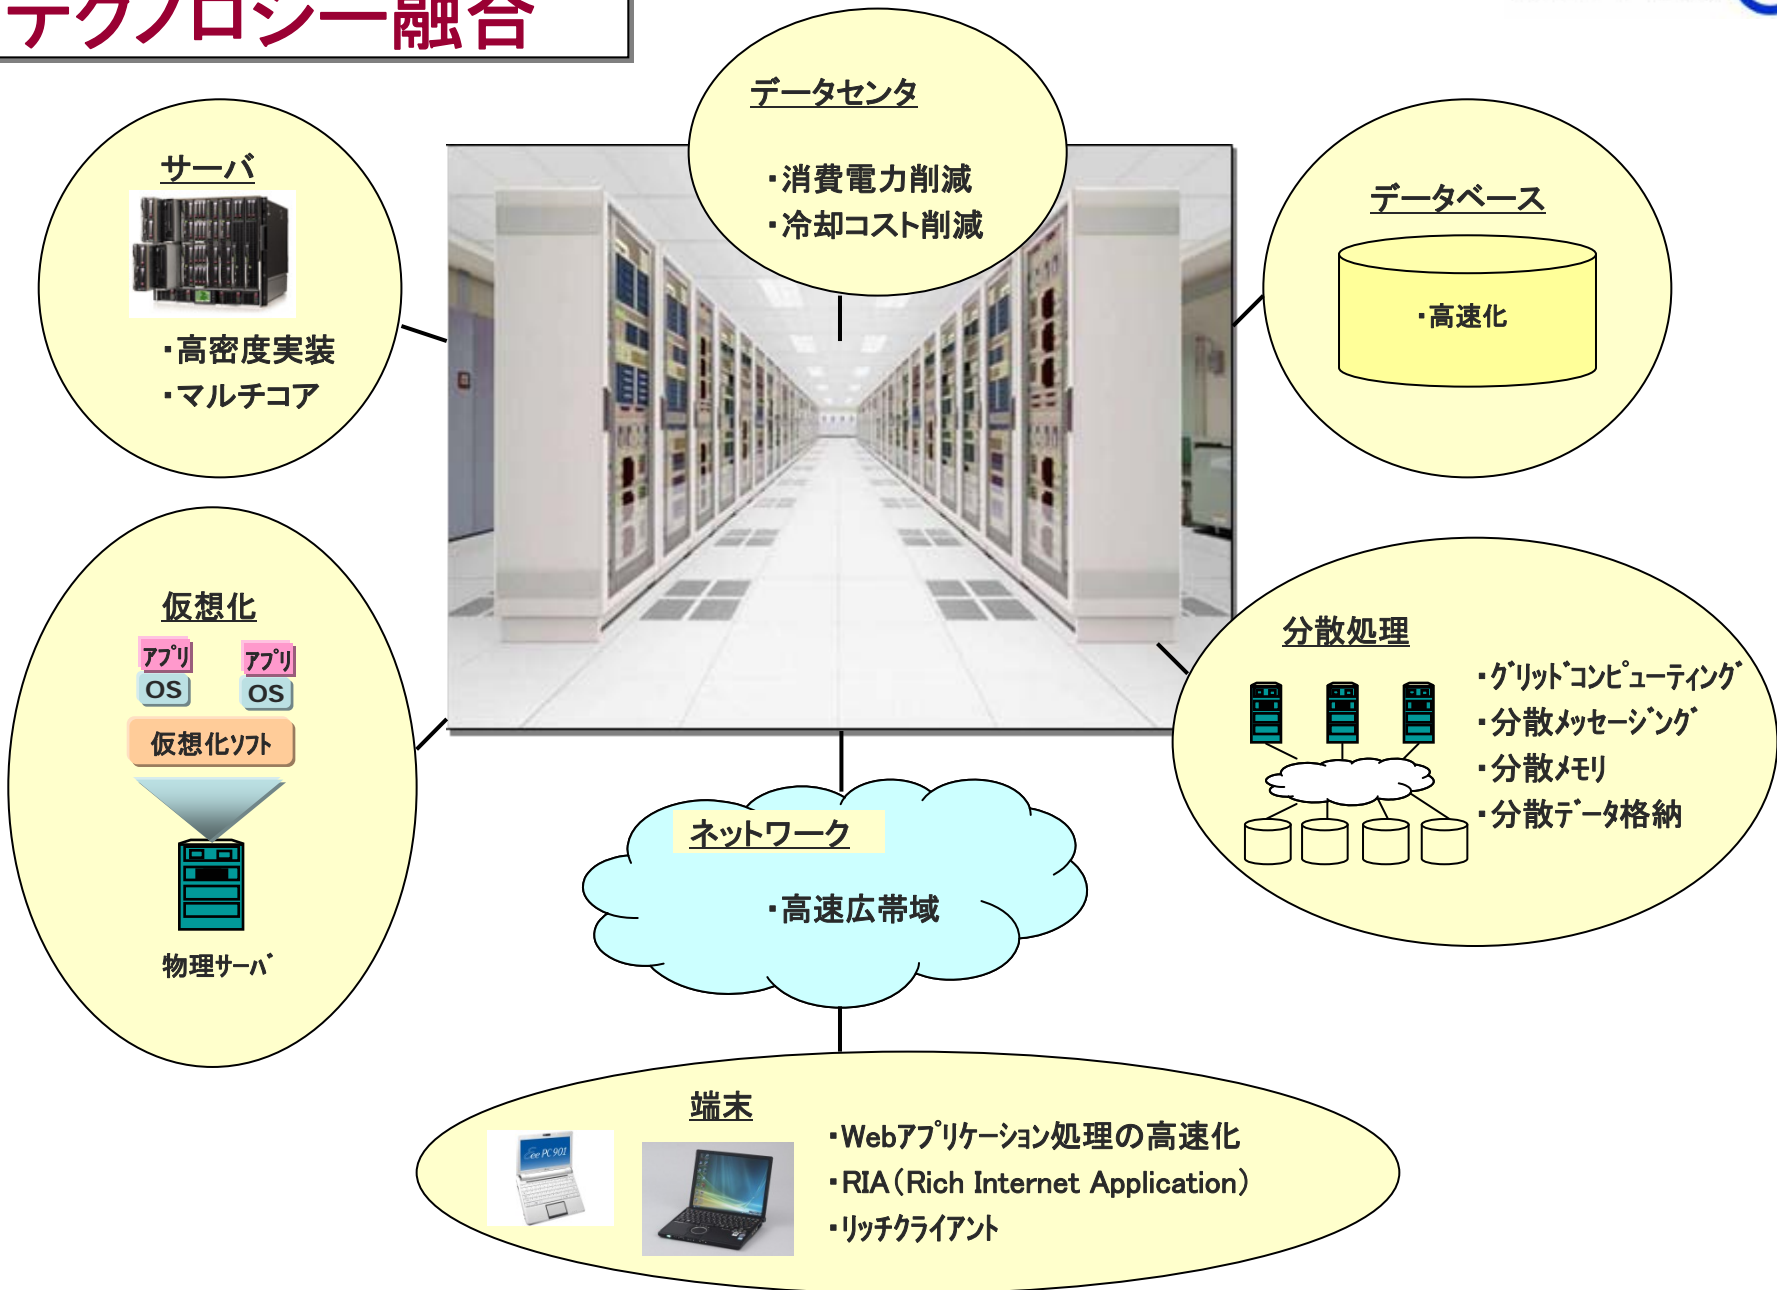 テクノロジー融合
データセンタ
・消費電力削減
・冷却コスト削減
サーバ
・高密度実装
・マルチコア
データベース
・高速化
仮想化
アプリ
アプリ
OS
OS
仮想化ソフト
物理サーバ
分散処理
・グリッドコンピューティング
・分散メッセージング
・分散メモリ
・分散データ格納
ネットワーク
・高速広帯域
端末
Eee PC 901
・Webアプリケーション処理の高速化
・RIA（Rich Internet Application）
・リッチクライアント